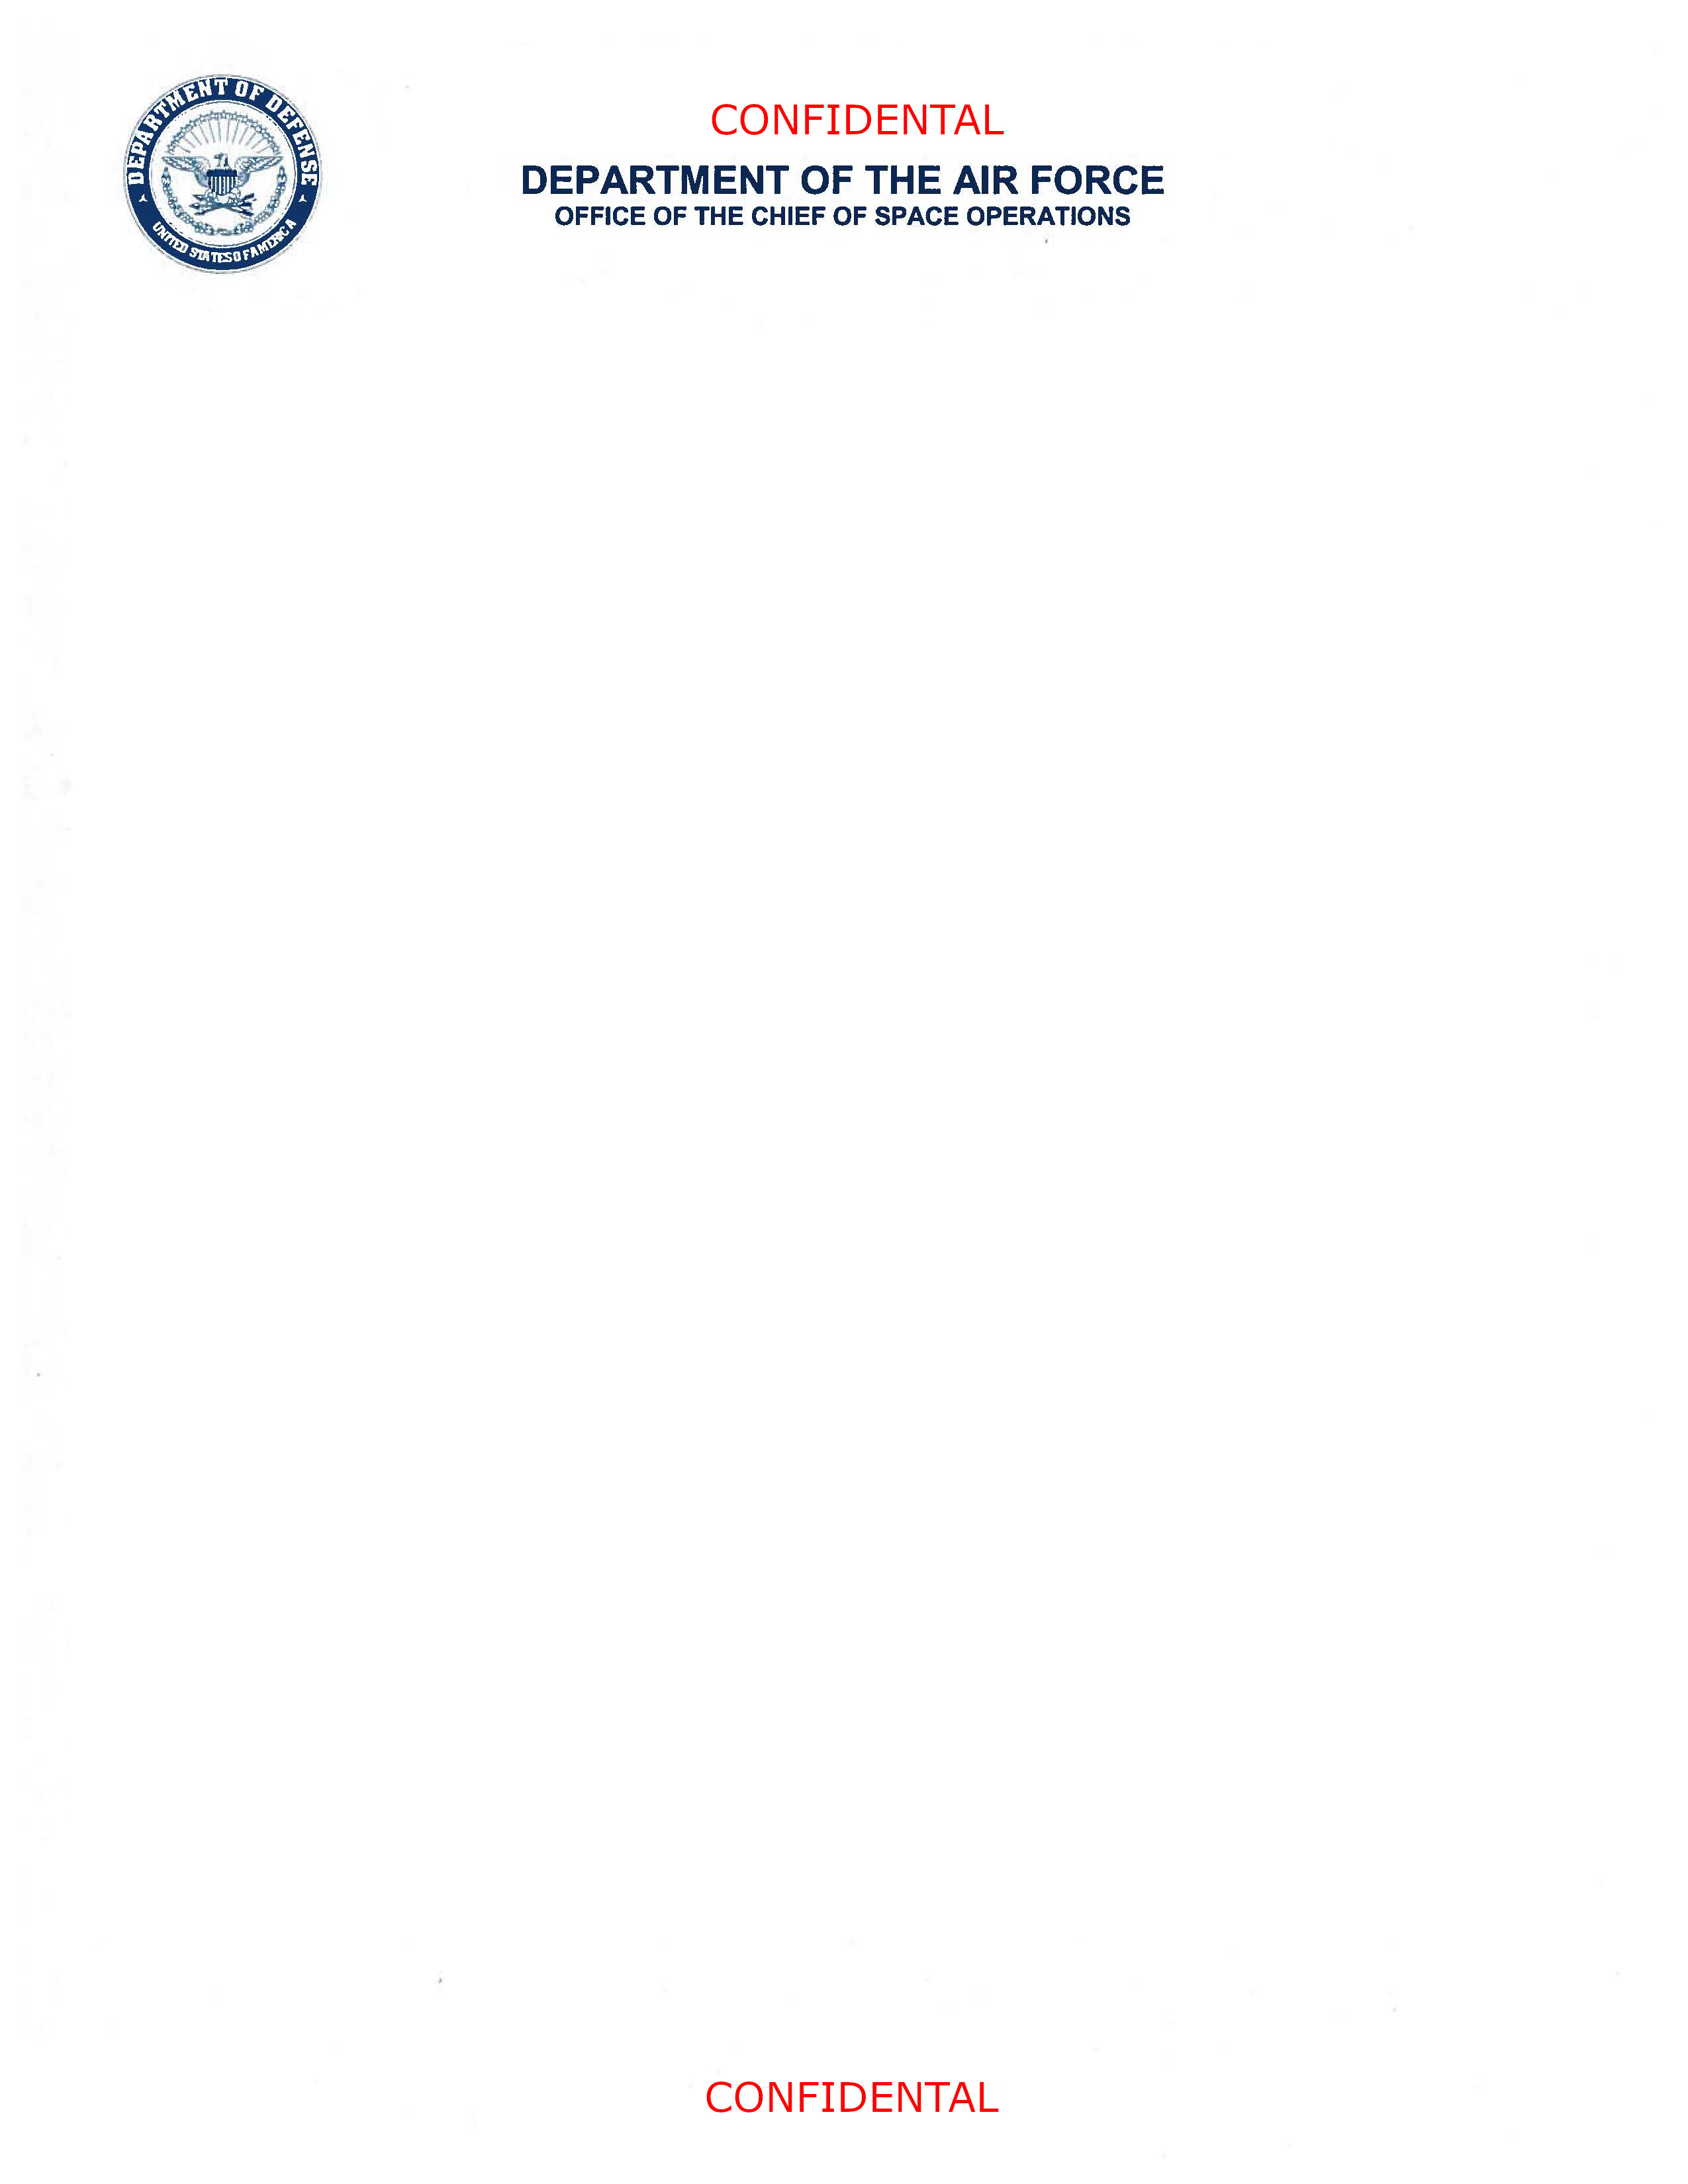 DEPARTMENT OF DEFENSE
UNITED STATES OF AMERICA
CONFIDENTAL
DEPARTMENT OF THE AIR FORCE
OFFICE OF THE CHIEF OF SPACE OPERATIONS
CONFIDENTAL